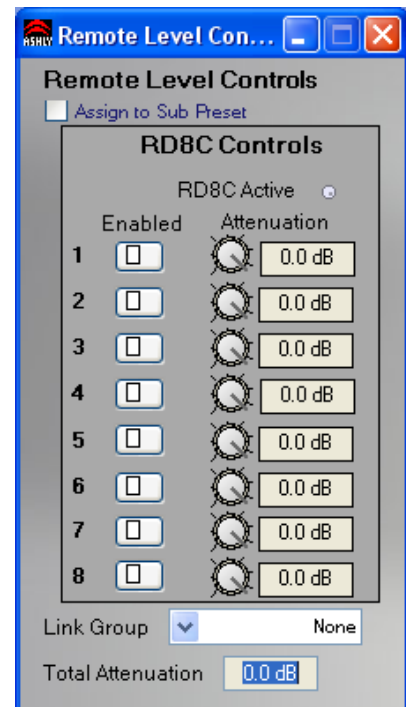 ASHLY Remote Level Con...
Remote Level Controls
Assign to Sub Preset
RD8C Controls
RD8C Active
Enabled Attenuation
1 0.0 dB
2 0.0 dB
3 0.0 dB
4 0.0 dB
5 0.0 dB
6 0.0 dB
7 0.0 dB
8 0.0 dB
Link Group None
Total Attenuation 0.0 dB